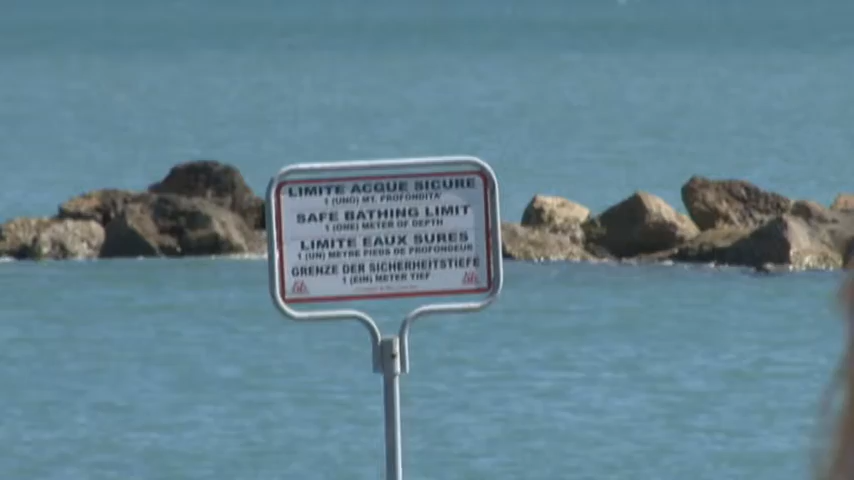 LIMITE ACQUE SICURE
1 (UNO) MT. PROFONDITA'
SAFE BATHING LIMIT
1 (ONE) METER OF DEPTH
LIMITE EAUX SURES
1 (UN) METRE PIEDS DE PROFONDEUR
GRENZE DER SICHERHEITSTIEFE
1 (EIN) METER TIEF